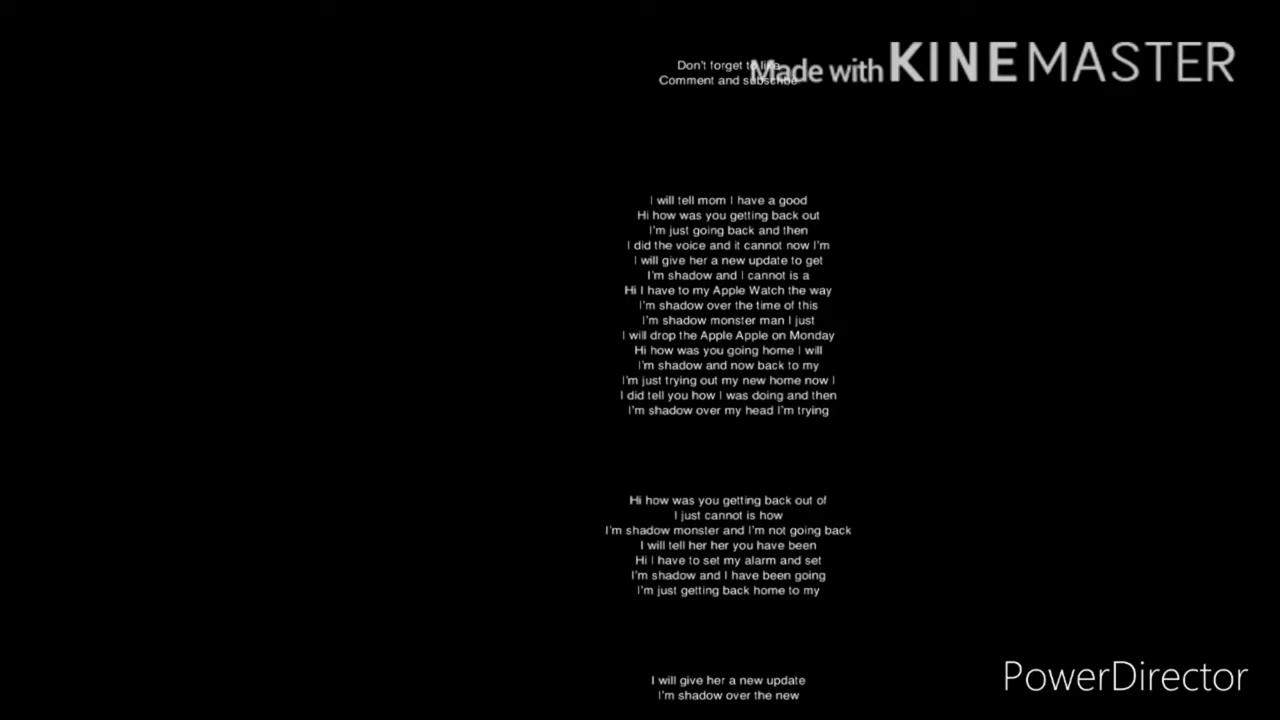 Don't forget to like
Comment and subscribe
Made with KINEMASTER
I will tell mom I have a good
Hi how was you getting back out
I'm just going back and then
I did the voice and it cannot now I'm
I will give her a new update to get
I'm shadow and I cannot is a
Hi I have to my Apple Watch the way
I'm shadow over the time of this
I'm shadow monster man I just
I will drop the Apple Apple on Monday
Hi how was you going home I will
I'm shadow and now back to my
I'm just trying out my new home now I
I did tell you how I was doing and then
I'm shadow over my head I'm trying
Hi how was you getting back out of
I just cannot is how
I'm shadow monster and I'm not going back
I will tell her her you have been
Hi I have to set my alarm and set
I'm shadow and I have been going
I'm just getting back home to my
I will give her a new update
I'm shadow over the new
PowerDirector